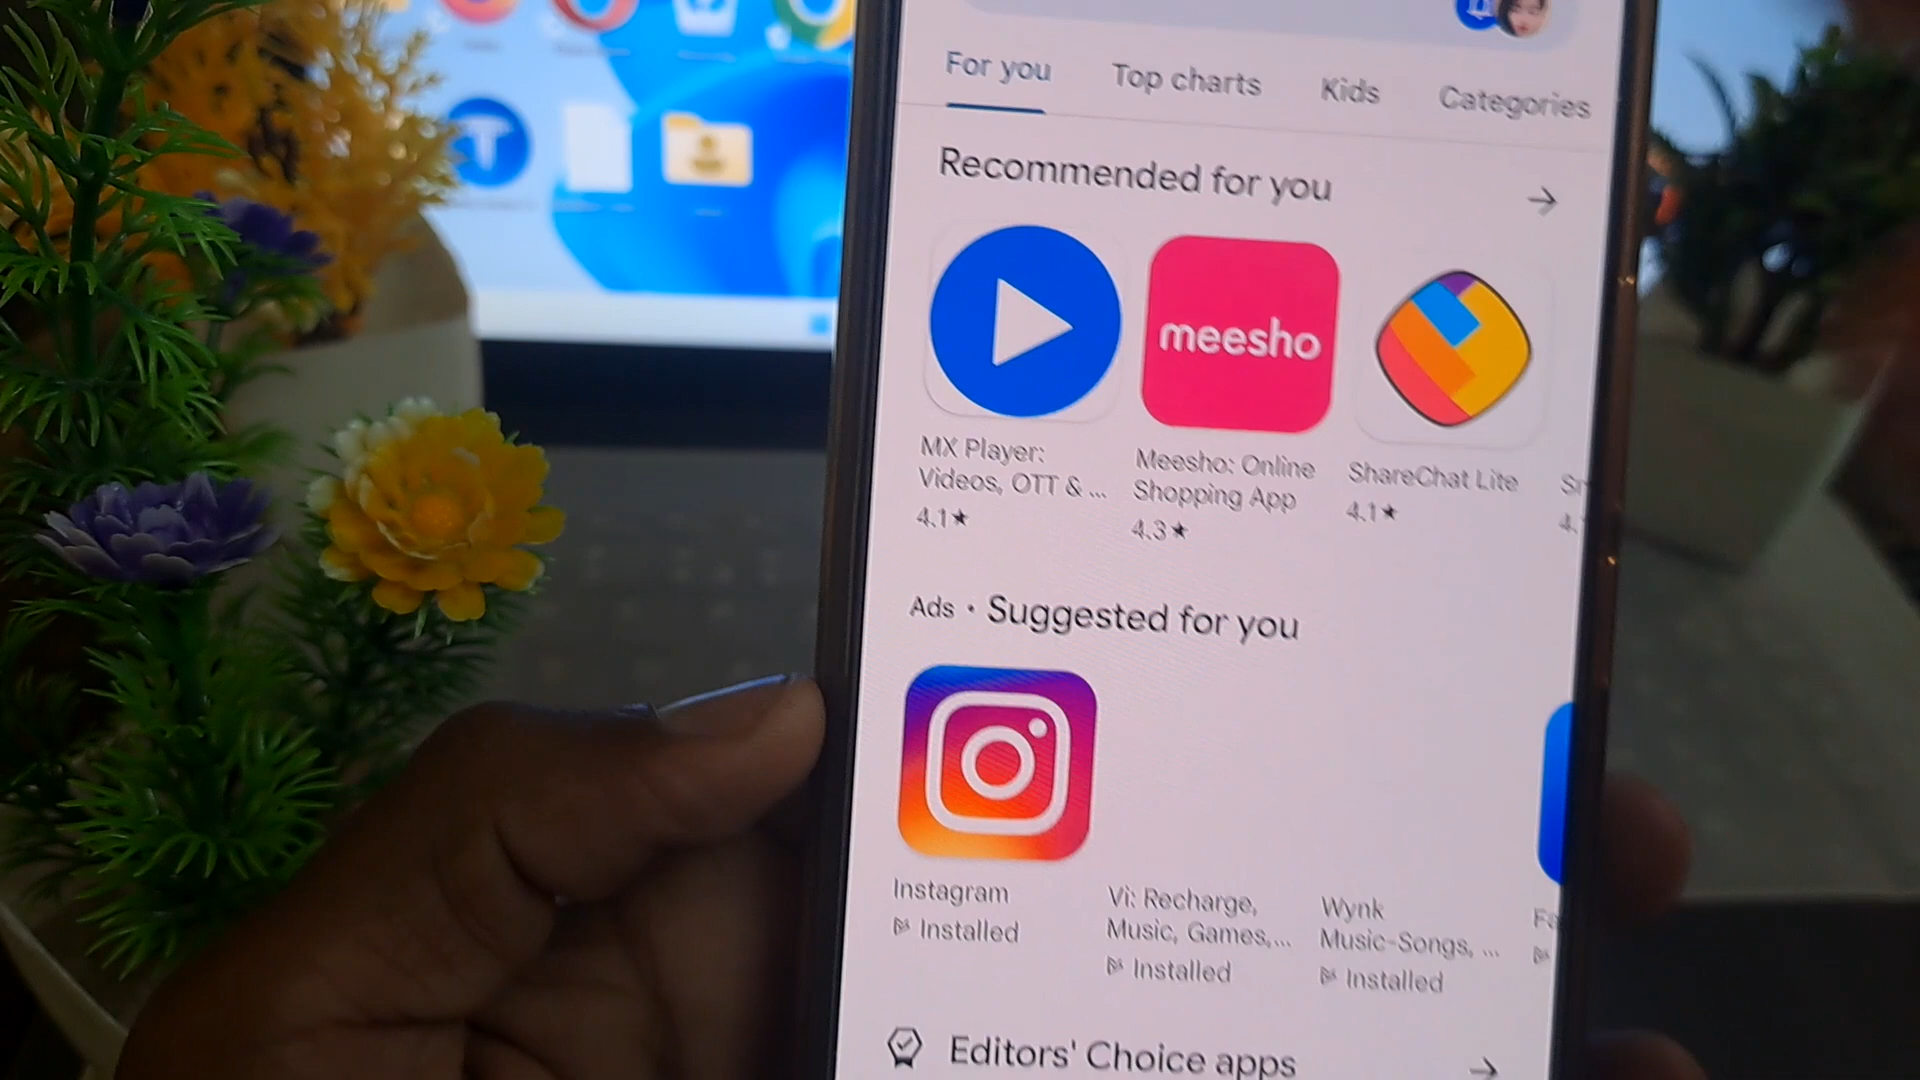 For you Top charts Kids Categories
Recommended for you
meesho
MX Player:
Videos, OTT & ...
4.1★
Meesho: Online
Shopping App
4.3★
ShareChat Lite
4.1★
4.
Ads • Suggested for you
Instagram
Installed
Vi: Recharge,
Music, Games,...
Installed
Wynk
Music-Songs, ...
Installed
Editors' Choice apps